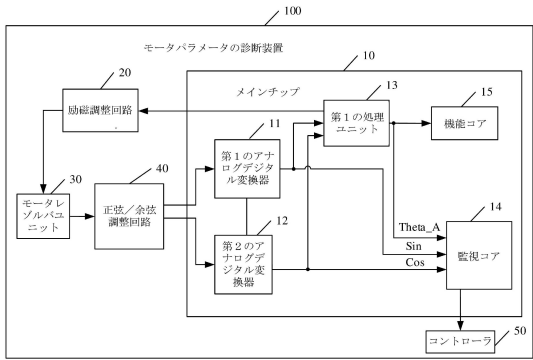 100
モータパラメータの診断装置
10
20
励磁調整回路
メインチップ
13
第1の処理
ユニット
15
機能コア
11
第1のアナ
ログデジタ
ル変換器
40
正弦/余弦
調整回路
30
モータレ
ゾルバユ
ニット
12
第2のアナ
ログデ
ジタル変
換器
Theta_A
Sin
Cos
14
監視コア
コントローラ
50